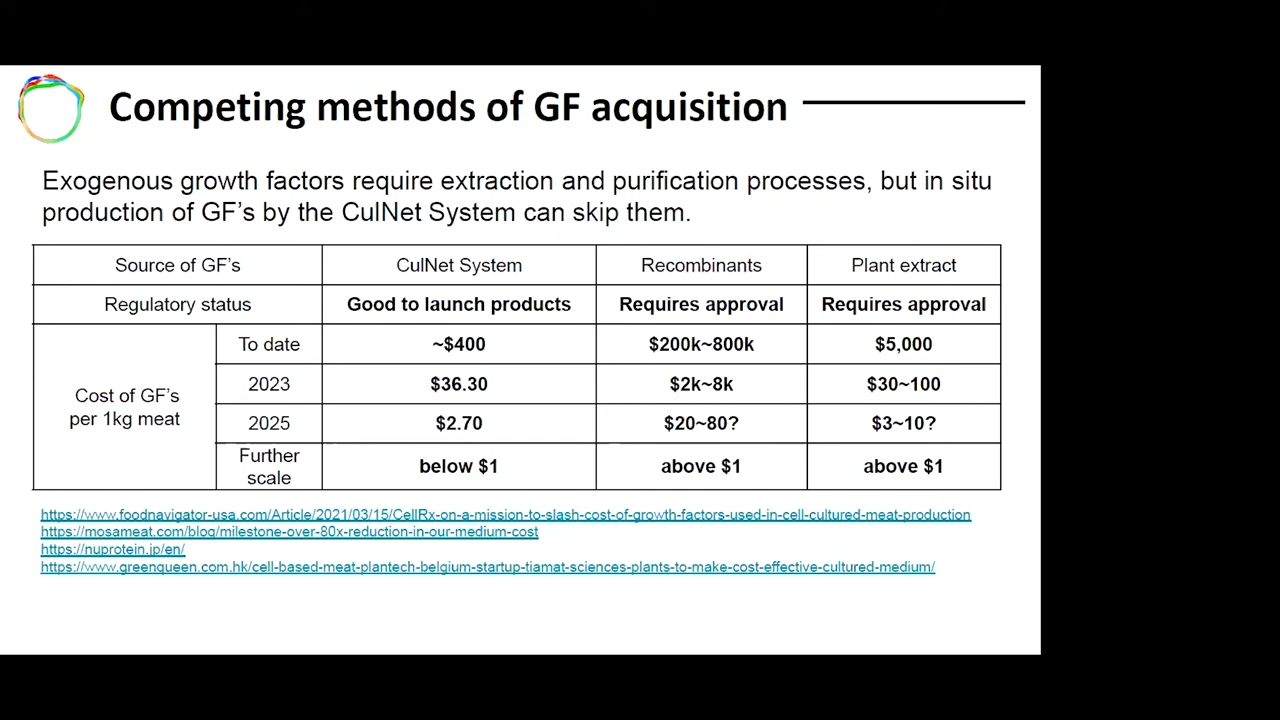 Competing methods of GF acquisition
Exogenous growth factors require extraction and purification processes, but in situ
production of GF's by the CulNet System can skip them.
Source of GF's CulNet System Recombinants Plant extract
Regulatory status Good to launch products Requires approval Requires approval
Cost of GF's
per 1kg meat
To date ~$400 $200k~800k $5,000
2023 $36.30 $2k~8k $30~100
2025 $2.70 $20~80? $3~10?
Further
scale below $1 above $1 above $1
https://www.foodnavigator-usa.com/Article/2021/03/15/CellRx-on-a-mission-to-slash-cost-of-growth-factors-used-in-cell-cultured-meat-production
https://mosameat.com/blog/milestone-over-80x-reduction-in-our-medium-cost
https://nuprotein.jp/en/
https://www.greenqueen.com.hk/cell-based-meat-plantech-belgium-startup-tiamat-sciences-plants-to-make-cost-effective-cultured-medium/